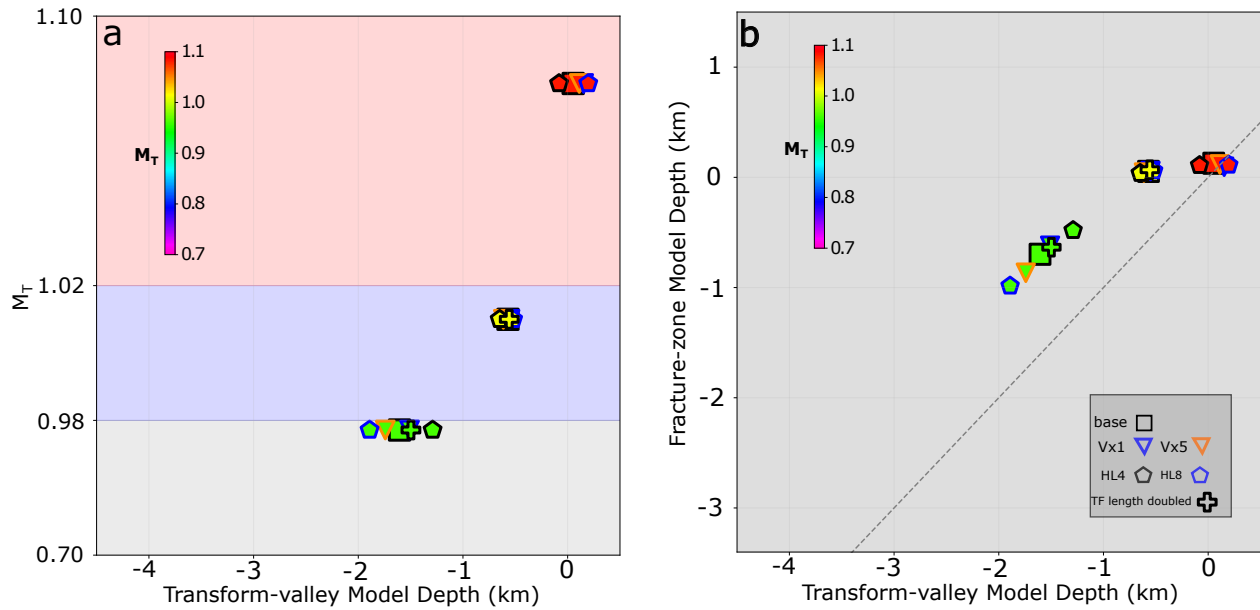 a
1.10
1.02
0.98
0.70
M_T
1.1
1.0
0.9
0.8
0.7
M_T
-4
-3
-2
-1
0
Transform-valley Model Depth (km)
b
1
0
-1
-2
-3
Fracture-zone Model Depth (km)
1.1
1.0
0.9
0.8
0.7
M_T
base
Vx1 Vx5
HL4 HL8
TF length doubled
-4
-3
-2
-1
0
Transform-valley Model Depth (km)